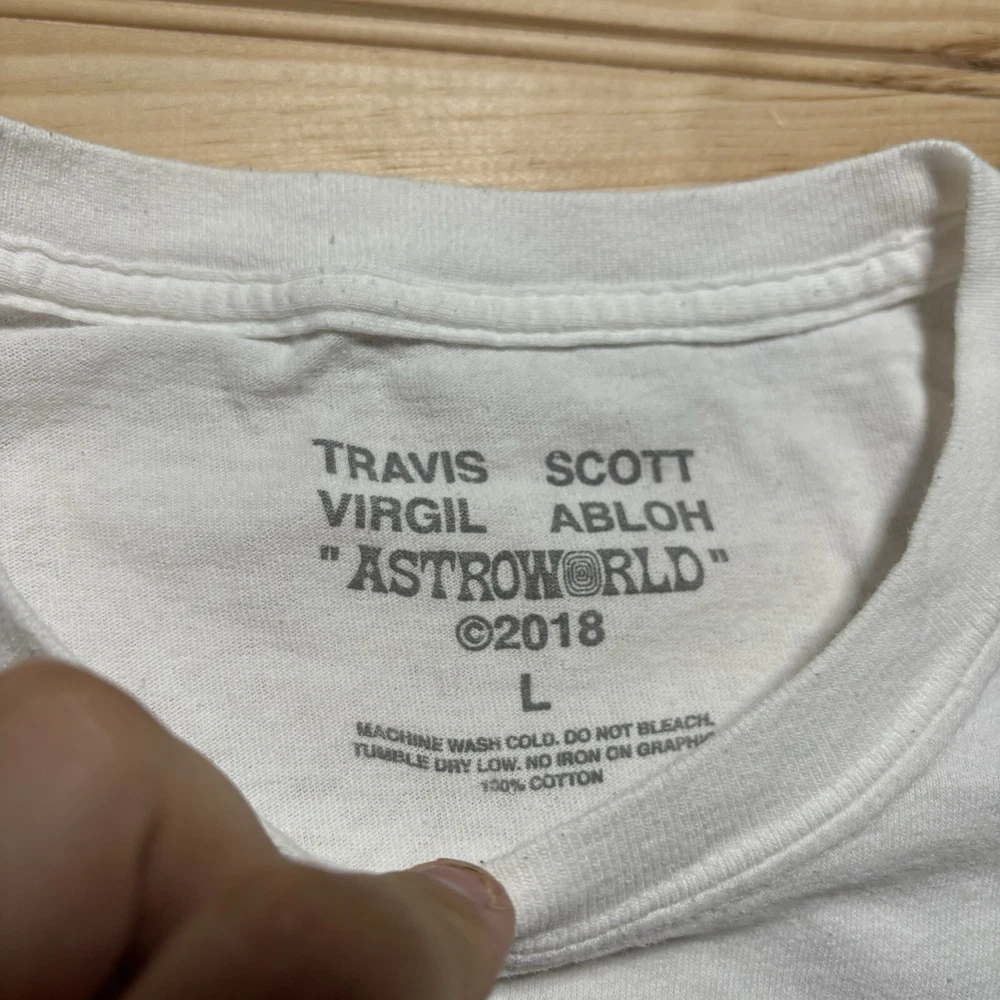 TRAVIS SCOTT
VIRGIL ABLOH
"ASTROWORLD"
©2018
L
MACHINE WASH COLD. DO NOT BLEACH.
TUMBLE DRY LOW. NO IRON ON GRAPHIC
100% COTTON